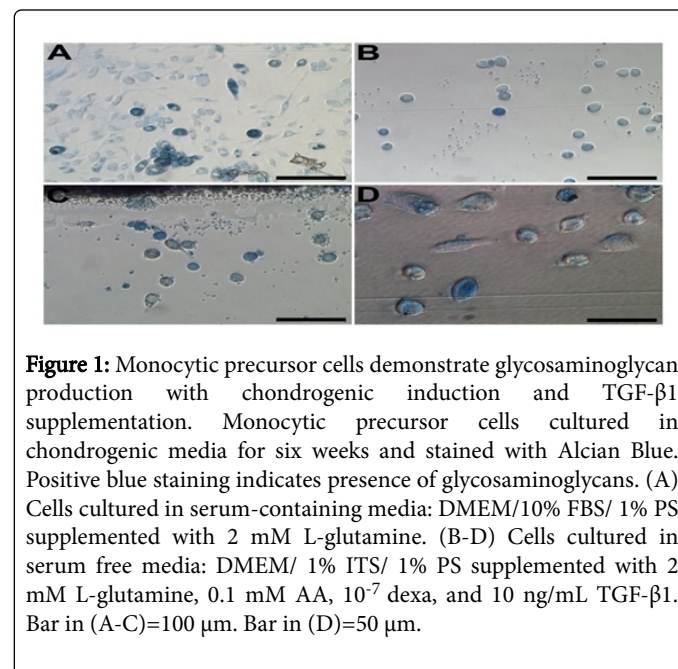 A
B
C
D
Figure 1: Monocytic precursor cells demonstrate glycosaminoglycan
production with chondrogenic induction and TGF-β1
supplementation. Monocytic precursor cells cultured in
chondrogenic media for six weeks and stained with Alcian Blue.
Positive blue staining indicates presence of glycosaminoglycans. (A)
Cells cultured in serum-containing media: DMEM/10% FBS/ 1% PS
supplemented with 2 mM L-glutamine. (B-D) Cells cultured in
serum free media: DMEM/ 1% ITS/ 1% PS supplemented with 2
mM L-glutamine, 0.1 mM AA, 10⁻⁷ dexa, and 10 ng/mL TGF-β1.
Bar in (A-C)=100 μm. Bar in (D)=50 μm.